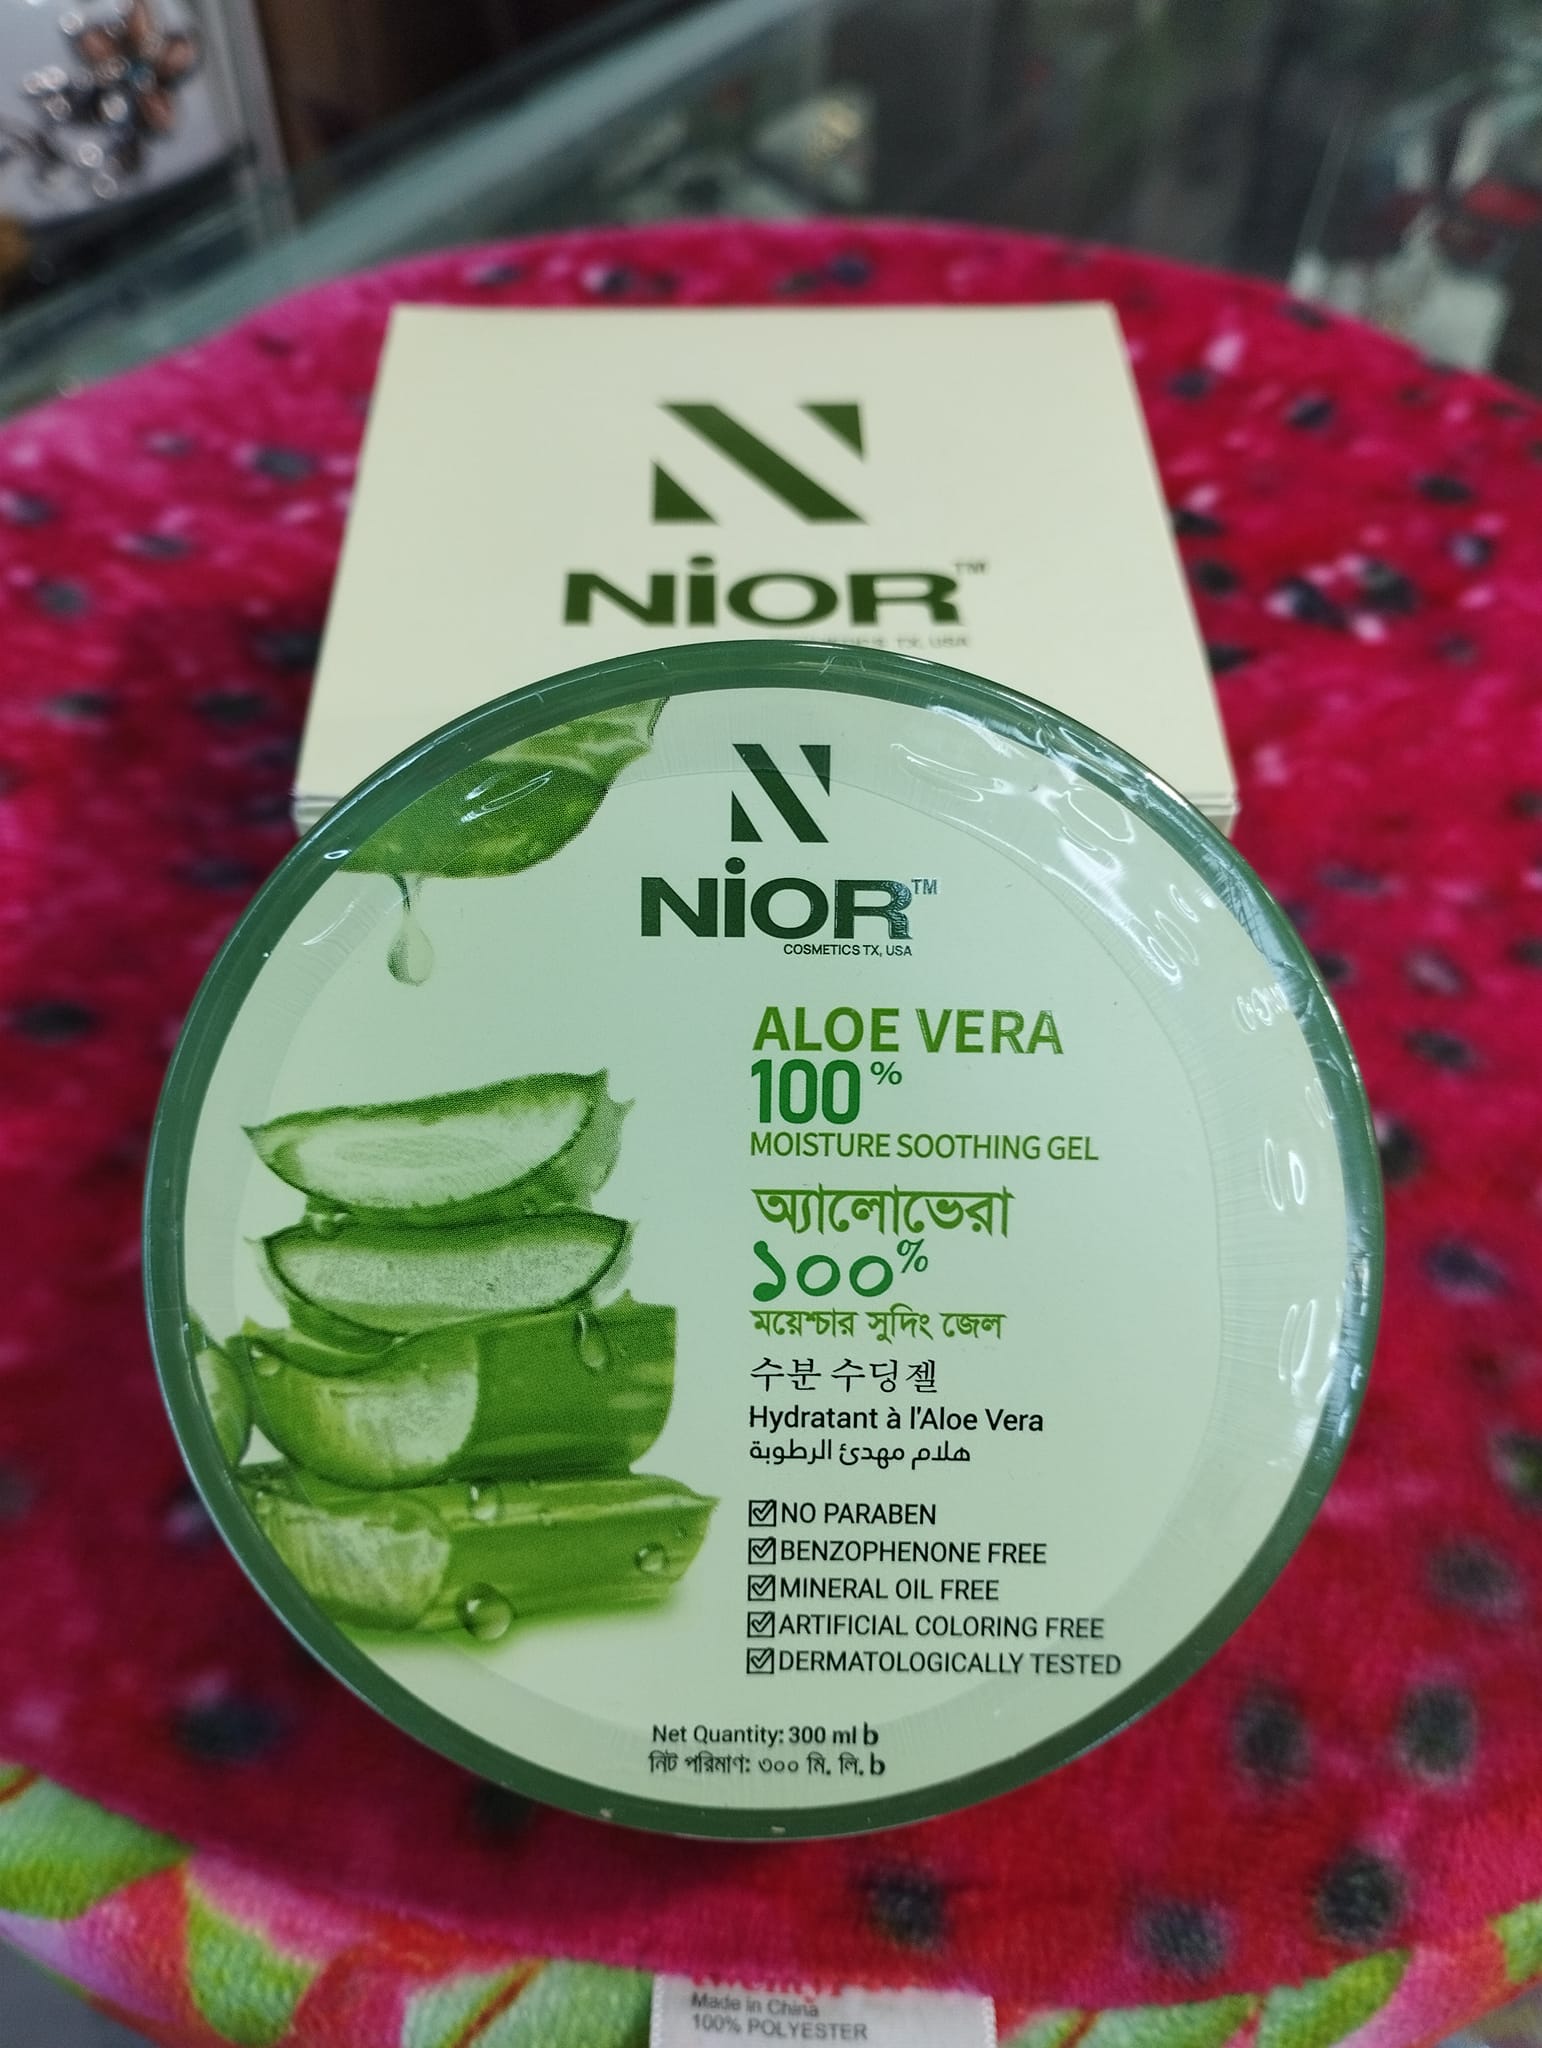 N
NiOR™
TX, USA
N
NiOR™
COSMETICS TX, USA
ALOE VERA
100%
MOISTURE SOOTHING GEL
অ্যালোভেরা
১০০%
ময়েশ্চার সুদিং জেল
수분 수딩젤
Hydratant à l'Aloe Vera
هلام مهدئ الرطوبة
☑ NO PARABEN
☑ BENZOPHENONE FREE
☑ MINERAL OIL FREE
☑ ARTIFICIAL COLORING FREE
☑ DERMATOLOGICALLY TESTED
Net Quantity: 300 ml b
নিট পরিমাণ: ৩০০ মি. লি. b
Made in China
100% POLYESTER